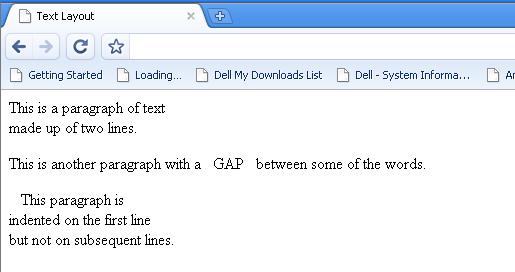 Text Layout
Getting Started Loading... Dell My Downloads List Dell - System Informa...
This is a paragraph of text
made up of two lines.
This is another paragraph with a   GAP   between some of the words.
This paragraph is
indented on the first line
but not on subsequent lines.